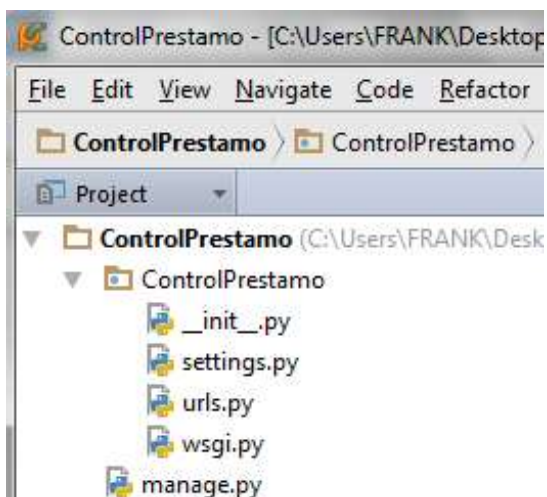 ControlPrestamo - [C:\Users\FRANK\Desktop
File Edit View Navigate Code Refactor
ControlPrestamo ControlPrestamo
Project
ControlPrestamo (C:\Users\FRANK\Desk
ControlPrestamo
__init__.py
settings.py
urls.py
wsgi.py
manage.py